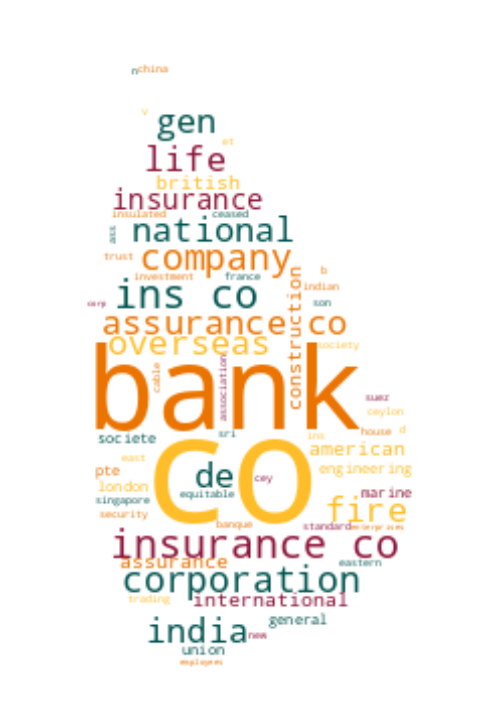 n china
v
gen
et
life
british
insurance
insulated ceased
ass national
trust company
investment france b
indian
corp ins co son
assurance co
construction
overseas society
bank
cable
association
suez
ceylon
societe sri ins house d
co
american
east de cey
pte equitable engineering
london marine
singapore
security fire
banque standard enterprises
insurance co
assurance eastern
corporation
trading international
general
india new
union
employees